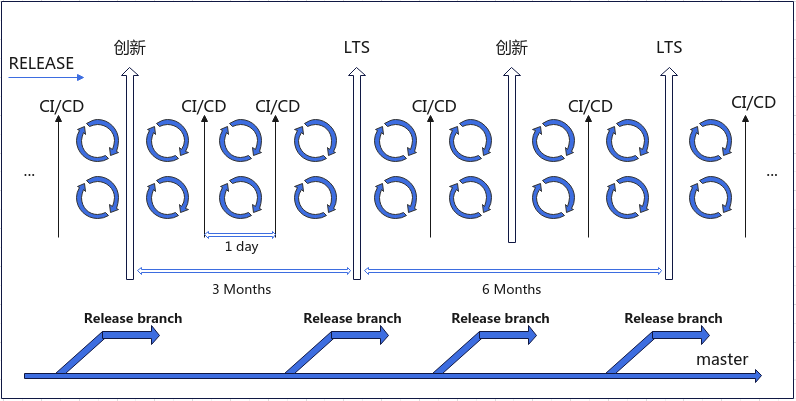 创新
LTS
创新
LTS
RELEASE
CI/CD
CI/CD
CI/CD
CI/CD
CI/CD
CI/CD
...
...
1 day
3 Months
6 Months
Release branch
Release branch
Release branch
Release branch
master